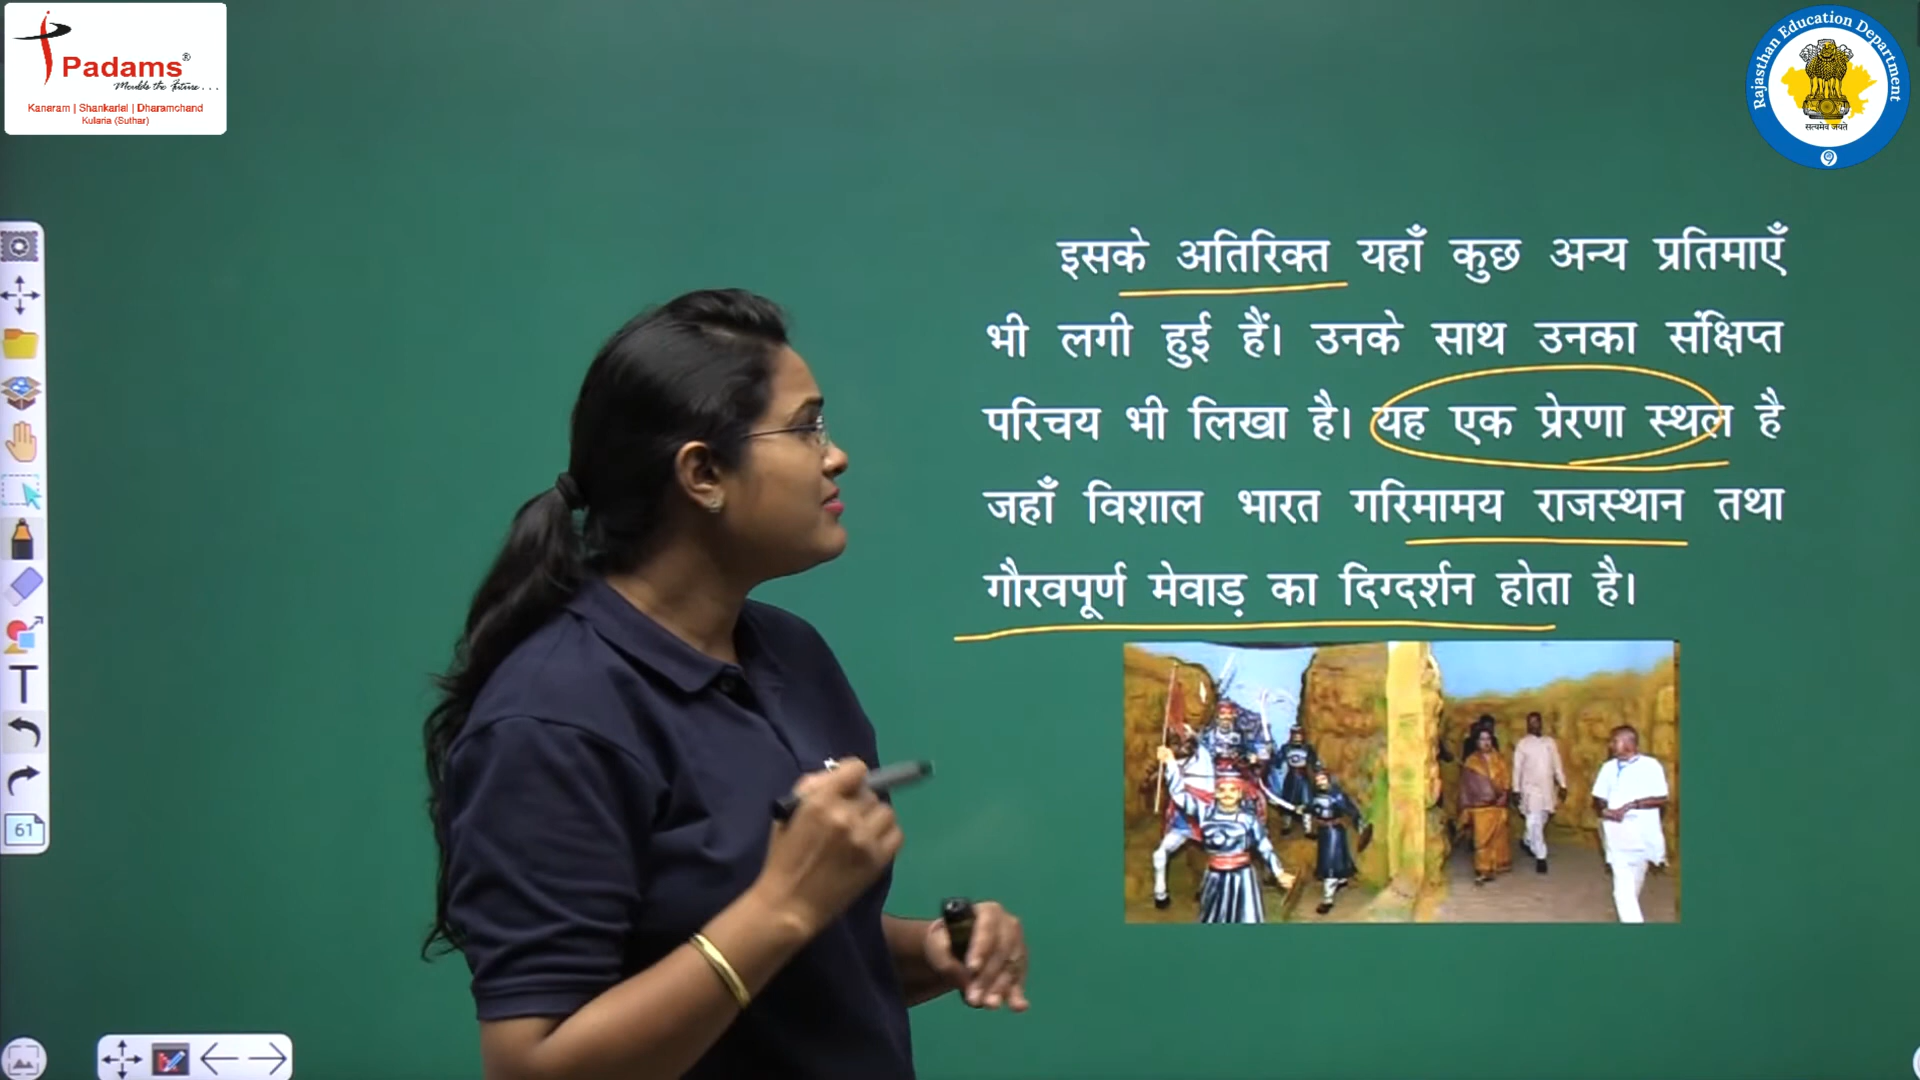 Padams®
Moulds the Future...
Kanaram | Shankarlal | Dharamchand
Kularia (Suthar)
Rajasthan Education Department
सत्यमेव जयते
इसके अतिरिक्त यहाँ कुछ अन्य प्रतिमाएँ
भी लगी हुई हैं। उनके साथ उनका संक्षिप्त
परिचय भी लिखा है। यह एक प्रेरणा स्थल है
जहाँ विशाल भारत गरिमामय राजस्थान तथा
गौरवपूर्ण मेवाड़ का दिग्दर्शन होता है।
T
61